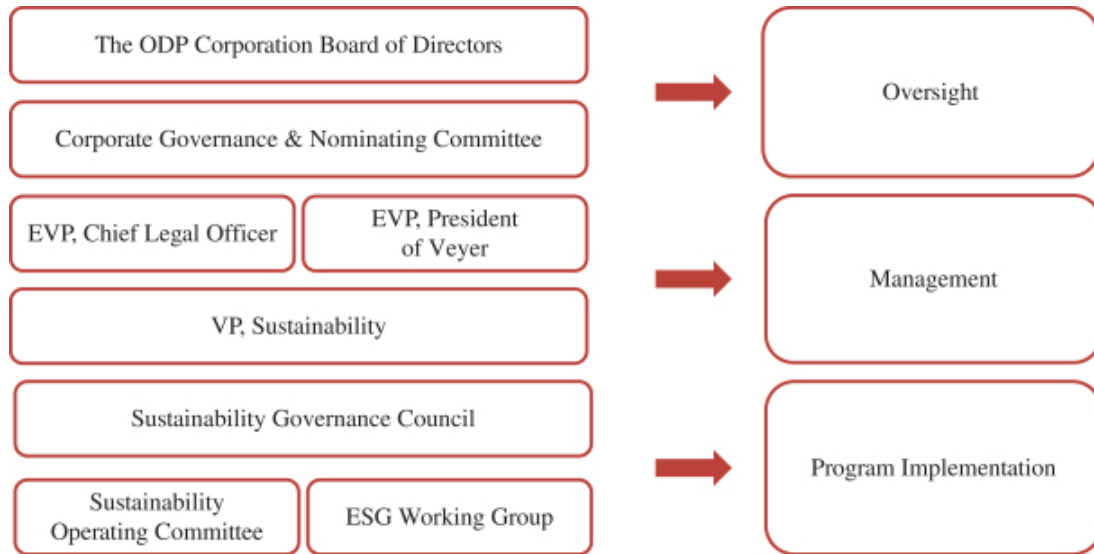 The ODP Corporation Board of Directors
Corporate Governance & Nominating Committee
Oversight
EVP, Chief Legal Officer
EVP, President
of Veyer
VP, Sustainability
Management
Sustainability Governance Council
Sustainability
Operating Committee
ESG Working Group
Program Implementation